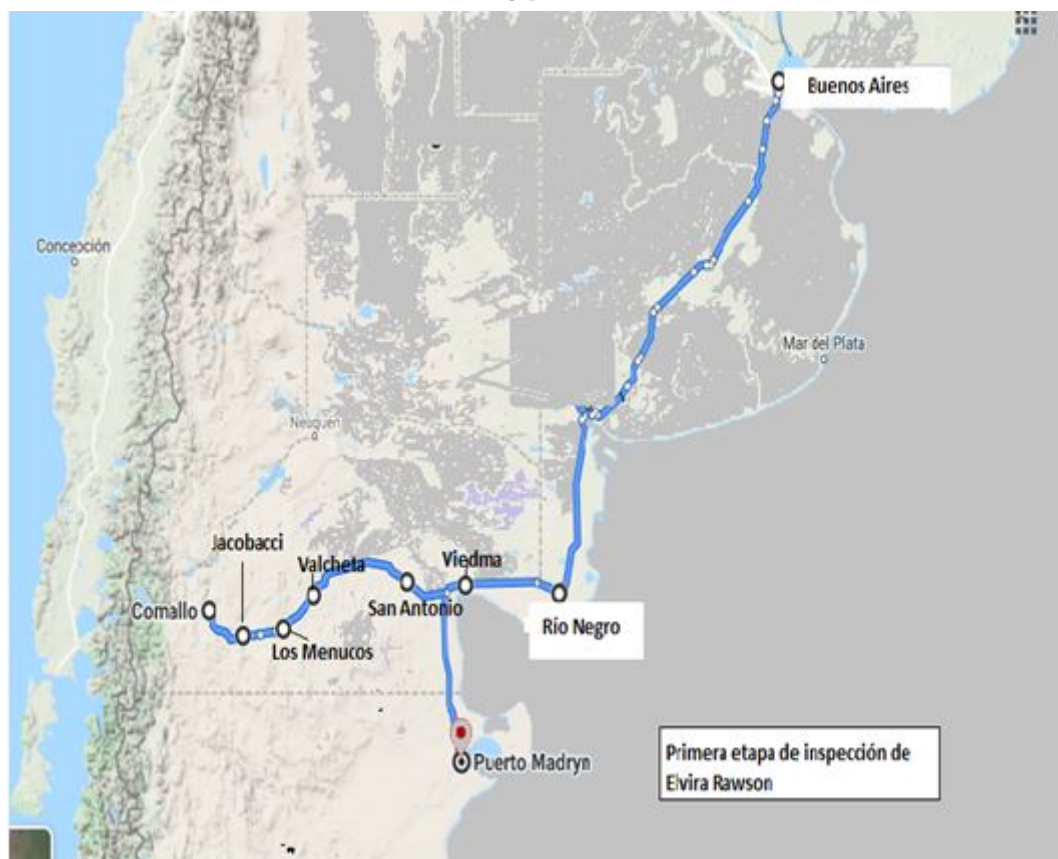 Buenos Aires
Concepción
Mar del Plata
Neuquén
Jacobacci
Valcheta
Viedma
Comallo
San Antonio
Río Negro
Los Menucos
Puerto Madryn
Primera etapa de inspección de
Elvira Rawson